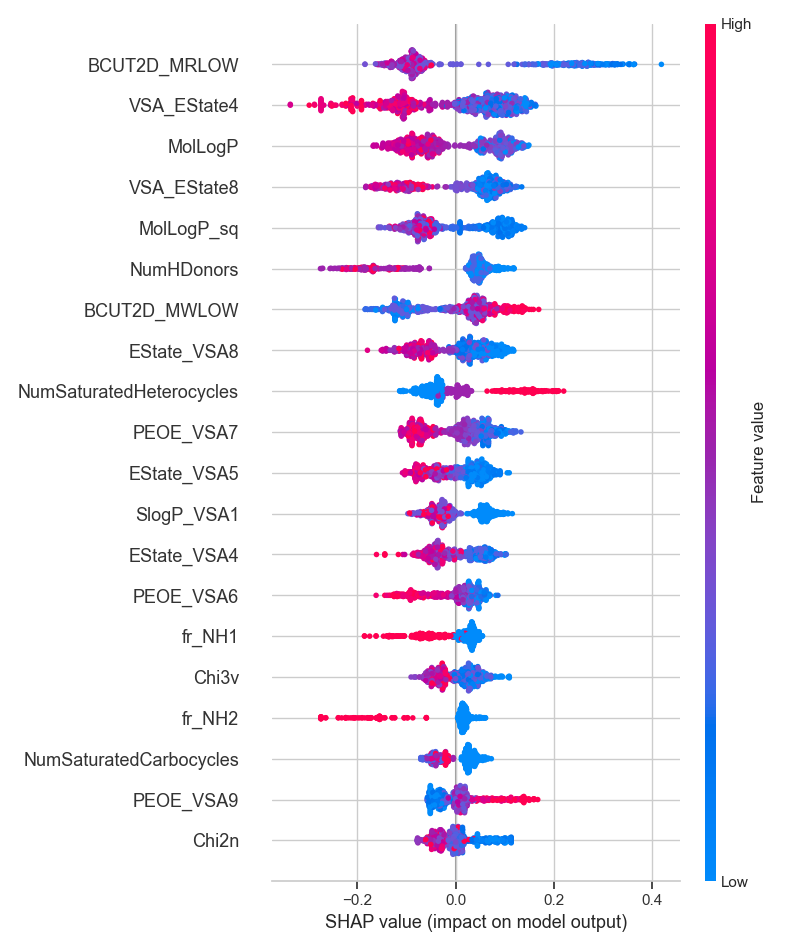 High
BCUT2D_MRLOW
VSA_EState4
MolLogP
VSA_EState8
MolLogP_sq
NumHDonors
BCUT2D_MWLOW
EState_VSA8
NumSaturatedHeterocycles
PEOE_VSA7
EState_VSA5
SlogP_VSA1
EState_VSA4
PEOE_VSA6
fr_NH1
Chi3v
fr_NH2
NumSaturatedCarbocycles
PEOE_VSA9
Chi2n
Feature value
Low
−0.2 0.0 0.2 0.4
SHAP value (impact on model output)